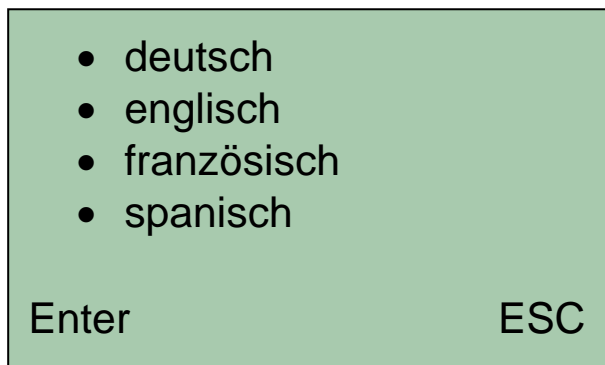 • deutsch
• englisch
• französisch
• spanisch
Enter ESC